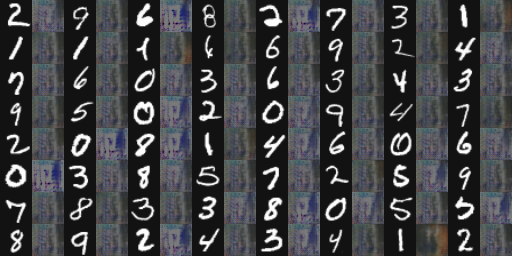 2 9 6 8 2 7 3 1
1 1 1 6 6 9 2 4
7 6 0 3 6 3 4 3
9 5 0 2 0 9 4 7
2 0 8 1 4 6 0 6
0 3 8 5 7 2 5 9
7 8 3 3 8 0 5 5
8 9 2 4 3 4 1 2